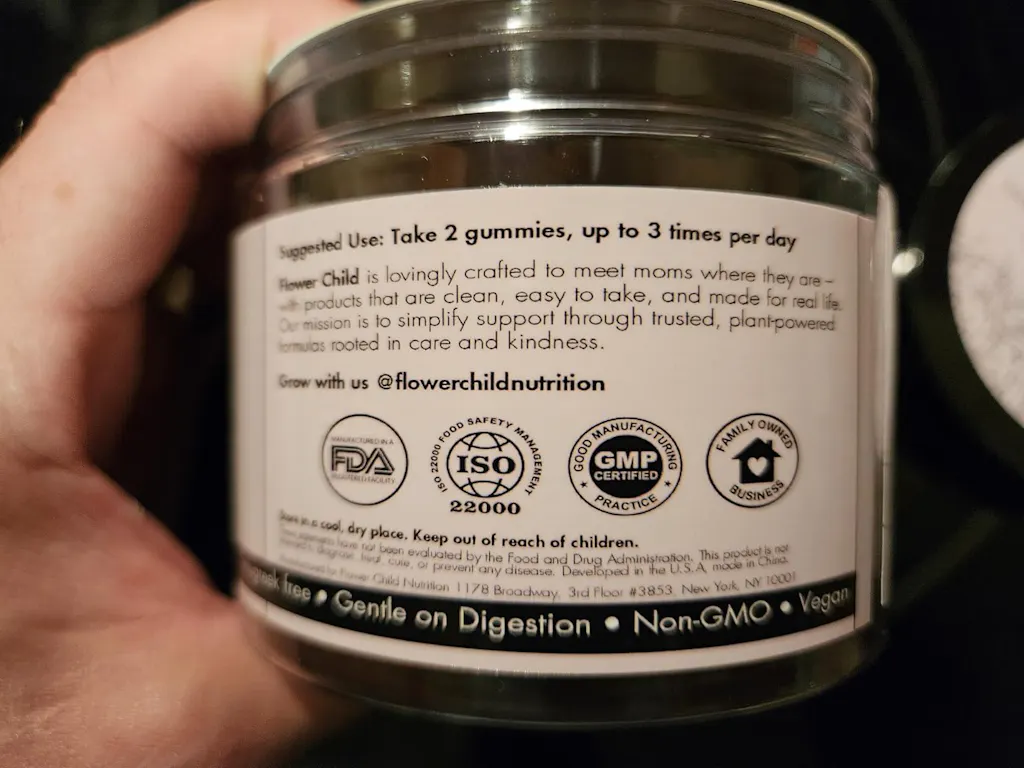 Suggested Use: Take 2 gummies, up to 3 times per day
Flower Child is lovingly crafted to meet moms where they are –
with products that are clean, easy to take, and made for real life.
Our mission is to simplify support through trusted, plant-powered
formulas rooted in care and kindness.
Grow with us @flowerchildnutrition
MANUFACTURED IN A
FDA
REGISTERED FACILITY
ISO 22000 FOOD SAFETY MANAGEMENT
ISO
22000
GOOD MANUFACTURING
GMP
CERTIFIED
PRACTICE
FAMILY OWNED
BUSINESS
Store in a cool, dry place. Keep out of reach of children.
have not been evaluated by the Food and Drug Administration. This product is not
diagnose, treat, cure, or prevent any disease. Developed in the U.S.A, made in China.
for Flower Child Nutrition 1178 Broadway, 3rd Floor #3853, New York, NY 10001
free • Gentle on Digestion • Non-GMO • Vegan